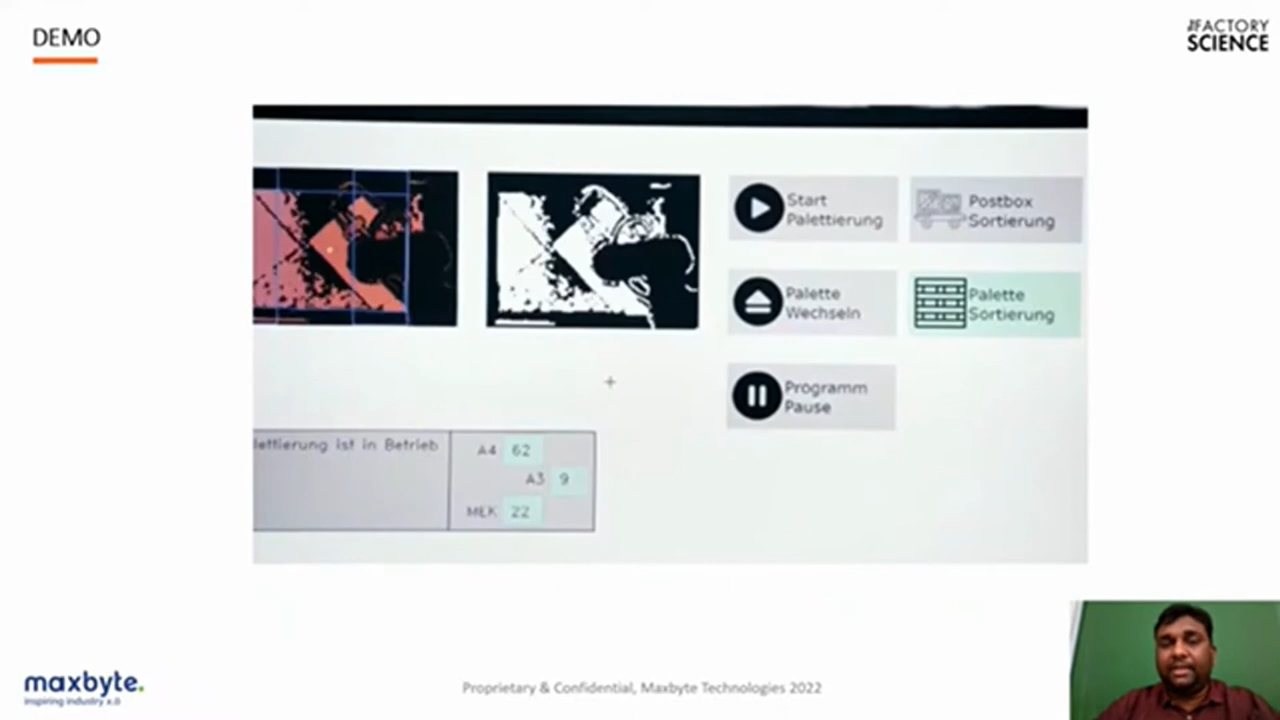 DEMO
THE FACTORY
SCIENCE
Start
Palettierung
Postbox
Sortierung
Palette
Wechseln
Palette
Sortierung
Programm
Pause
lettierung ist in Betrieb
A4 62
A3 9
MEK 22
maxbyte.
inspiring industry x.0
Proprietary & Confidential, Maxbyte Technologies 2022